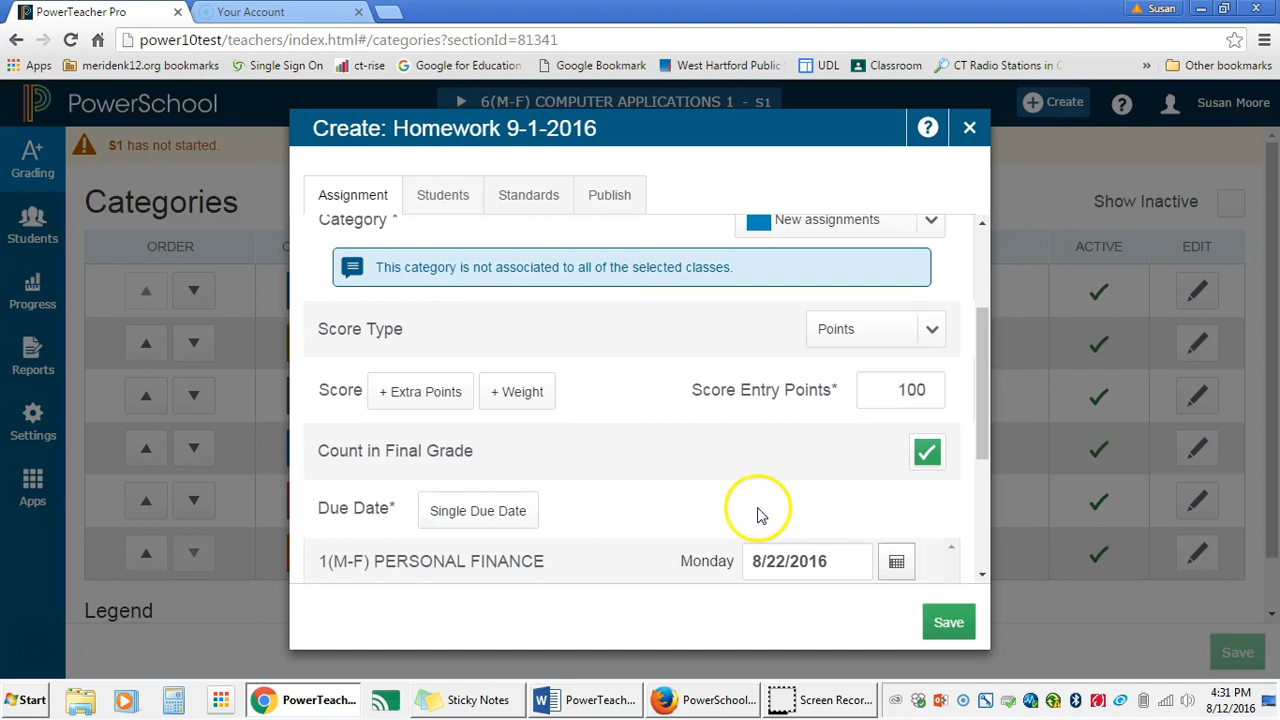 PowerTeacher Pro
Your Account
Susan
power10test/teachers/index.html#/categories?sectionId=81341
Apps
meridenk12.org bookmarks
Single Sign On
ct-rise
Google for Education
Google Bookmark
West Hartford Public S
UDL
Classroom
CT Radio Stations in C
»
Other bookmarks
PowerSchool
6(M-F) COMPUTER APPLICATIONS 1 - S1
Create
?
Susan Moore
A+
Grading
Students
Progress
Reports
Settings
Apps
S1 has not started.
Categories
Show Inactive
ORDER
C
ACTIVE
EDIT
Legend
Save
Create: Homework 9-1-2016
?
Assignment
Students
Standards
Publish
Category *
New assignments
This category is not associated to all of the selected classes.
Score Type
Points
Score
+ Extra Points
+ Weight
Score Entry Points*
100
Count in Final Grade
Due Date*
Single Due Date
1(M-F) PERSONAL FINANCE
Monday
8/22/2016
Save
Start
PowerTeach...
Sticky Notes
PowerTeach...
PowerSchool...
Screen Recor...
4:31 PM
8/12/2016